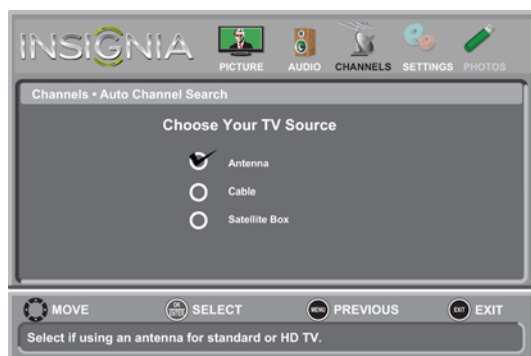 INSIGNIA
PICTURE AUDIO CHANNELS SETTINGS PHOTOS
Channels • Auto Channel Search
Choose Your TV Source
Antenna
Cable
Satellite Box
MOVE OK ENTER SELECT MENU PREVIOUS EXIT EXIT
Select if using an antenna for standard or HD TV.